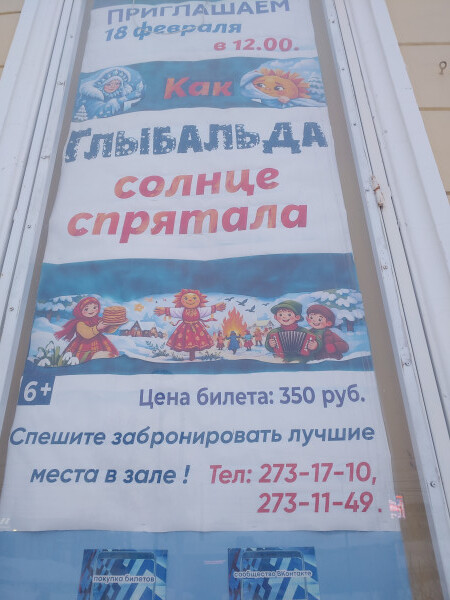 ПРИГЛАШАЕМ
18 февраля
в 12.00.
Как
ГЛЫБАЛЬДА
солнце
спрятала
6+
Цена билета: 350 руб.
Спешите забронировать лучшие
места в зале ! Тел: 273-17-10,
273-11-49 .
покупка билетов
сообщество ВКонтакте